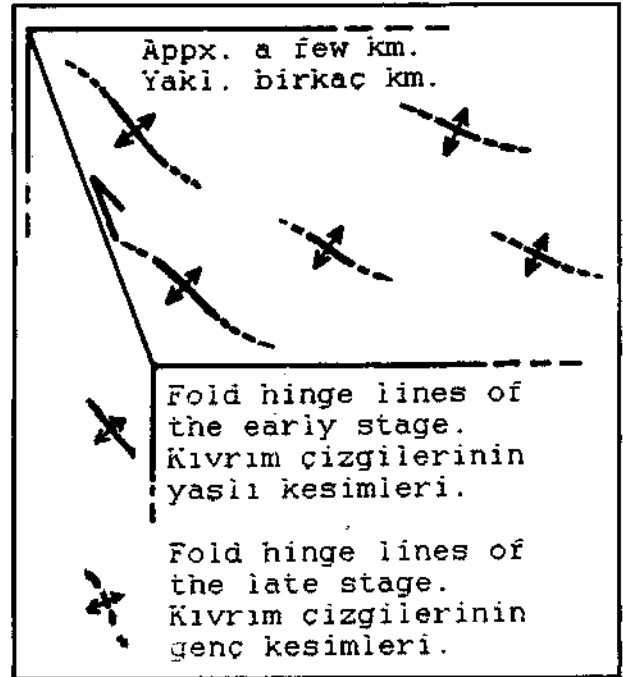 Appx. a few km.
Yakl. birkaç km.
Fold hinge lines of
the early stage.
Kıvrım çizgilerinin
yaşlı kesimleri.
Fold hinge lines of
the late stage.
Kıvrım çizgilerinin
genç kesimleri.